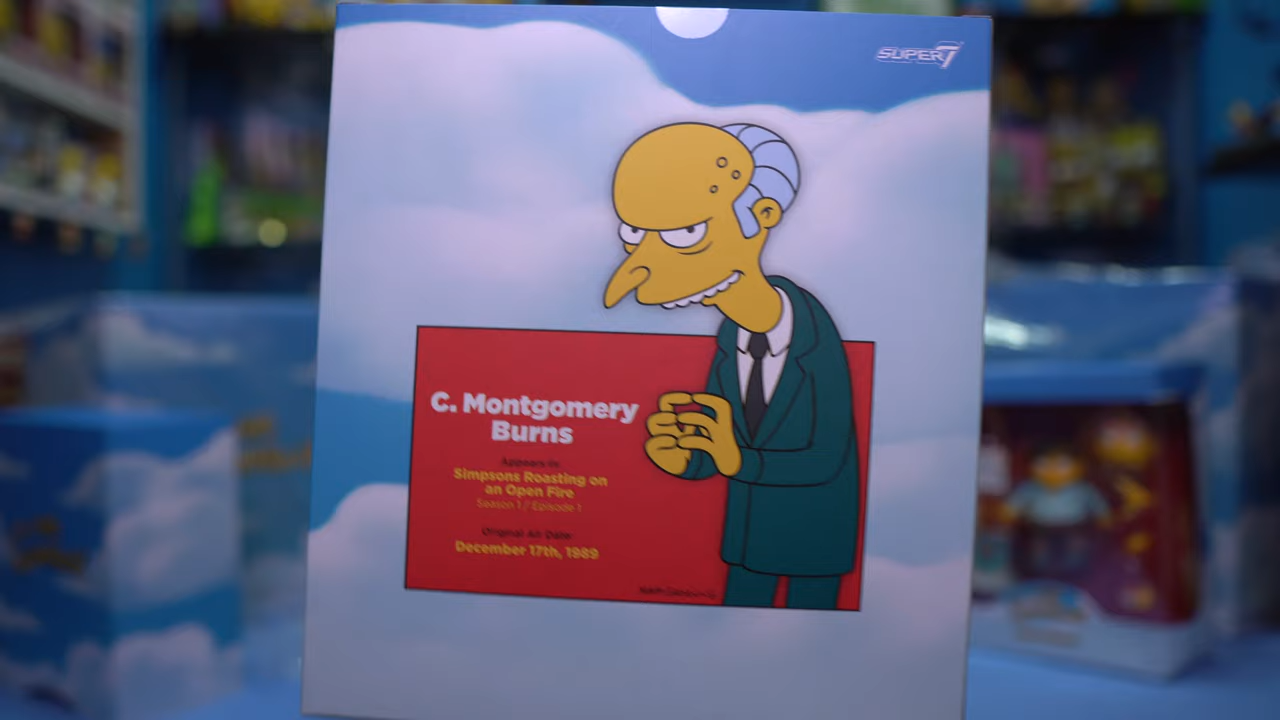 SUPER7
C. Montgomery
Burns
Appears in
Simpsons Roasting on
an Open Fire
Season 1 // Episode 1
Original Air Date
December 17th, 1989